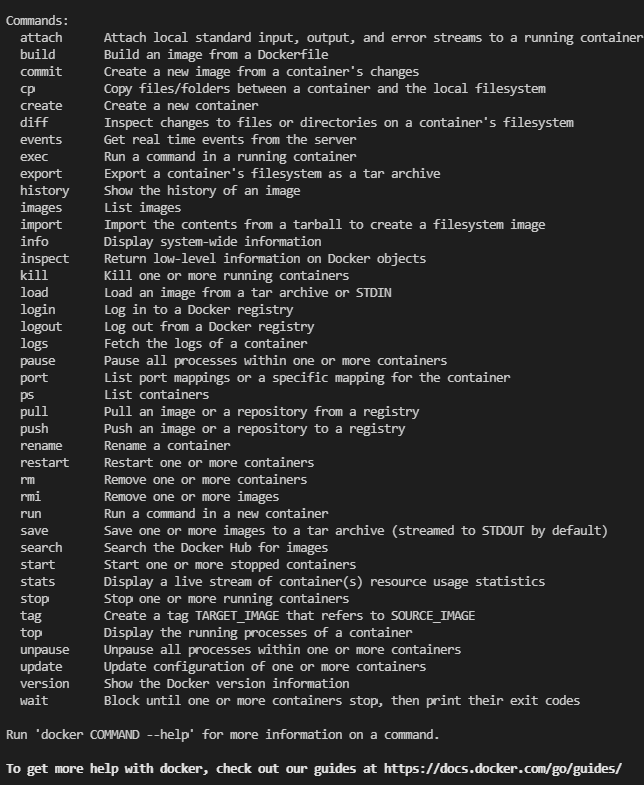 Commands:
  attach      Attach local standard input, output, and error streams to a running container
  build       Build an image from a Dockerfile
  commit      Create a new image from a container's changes
  cp          Copy files/folders between a container and the local filesystem
  create      Create a new container
  diff        Inspect changes to files or directories on a container's filesystem
  events      Get real time events from the server
  exec        Run a command in a running container
  export      Export a container's filesystem as a tar archive
  history     Show the history of an image
  images      List images
  import      Import the contents from a tarball to create a filesystem image
  info        Display system-wide information
  inspect     Return low-level information on Docker objects
  kill        Kill one or more running containers
  load        Load an image from a tar archive or STDIN
  login       Log in to a Docker registry
  logout      Log out from a Docker registry
  logs        Fetch the logs of a container
  pause       Pause all processes within one or more containers
  port        List port mappings or a specific mapping for the container
  ps          List containers
  pull        Pull an image or a repository from a registry
  push        Push an image or a repository to a registry
  rename      Rename a container
  restart     Restart one or more containers
  rm          Remove one or more containers
  rmi         Remove one or more images
  run         Run a command in a new container
  save        Save one or more images to a tar archive (streamed to STDOUT by default)
  search      Search the Docker Hub for images
  start       Start one or more stopped containers
  stats       Display a live stream of container(s) resource usage statistics
  stop        Stop one or more running containers
  tag         Create a tag TARGET_IMAGE that refers to SOURCE_IMAGE
  top         Display the running processes of a container
  unpause     Unpause all processes within one or more containers
  update      Update configuration of one or more containers
  version     Show the Docker version information
  wait        Block until one or more containers stop, then print their exit codes

Run 'docker COMMAND --help' for more information on a command.

To get more help with docker, check out our guides at https://docs.docker.com/go/guides/